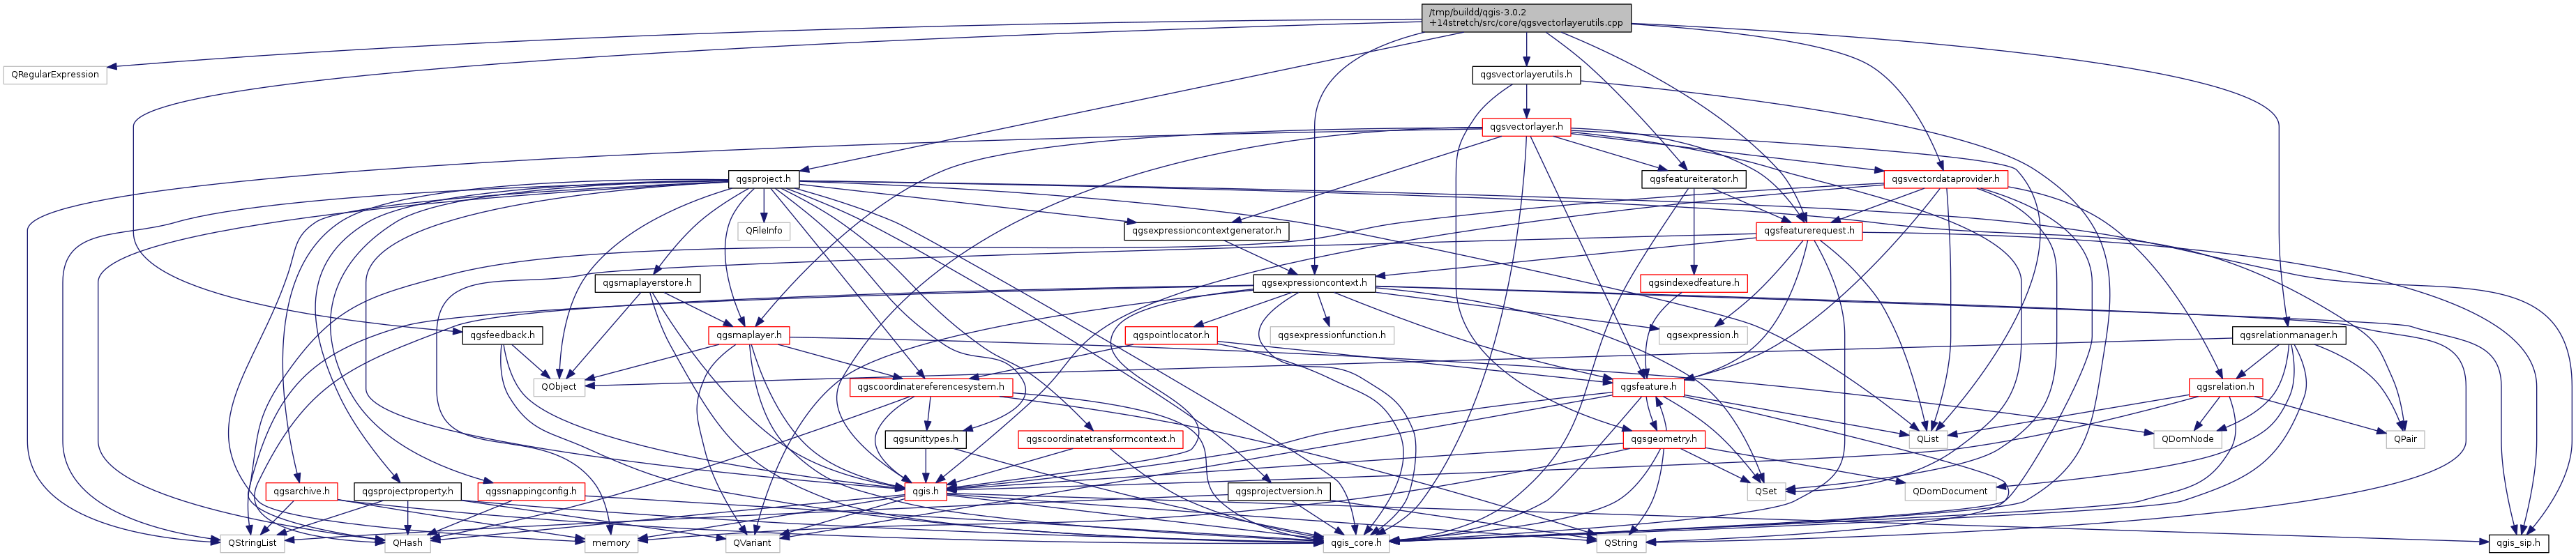 /tmp/buildd/qgis-3.0.2
+14stretch/src/core/qgsvectorlayerutils.cpp
QRegularExpression
qgsvectorlayerutils.h
qgsvectorlayer.h
qgsproject.h
qgsfeatureiterator.h
qgsvectordataprovider.h
QFileInfo
qgsexpressioncontextgenerator.h
qgsfeaturerequest.h
qgsmaplayerstore.h
qgsexpressioncontext.h
qgsindexedfeature.h
qgsfeedback.h
qgsmaplayer.h
qgspointlocator.h
qgsexpressionfunction.h
qgsexpression.h
qgsrelationmanager.h
QObject
qgscoordinatereferencesystem.h
qgsfeature.h
qgsrelation.h
qgsunittypes.h
qgscoordinatetransformcontext.h
qgsgeometry.h
QList
QDomNode
QPair
qgsarchive.h
qgsprojectproperty.h
qgssnappingconfig.h
qgis.h
qgsprojectversion.h
QSet
QDomDocument
QStringList
QHash
memory
QVariant
qgis_core.h
QString
qgis_sip.h